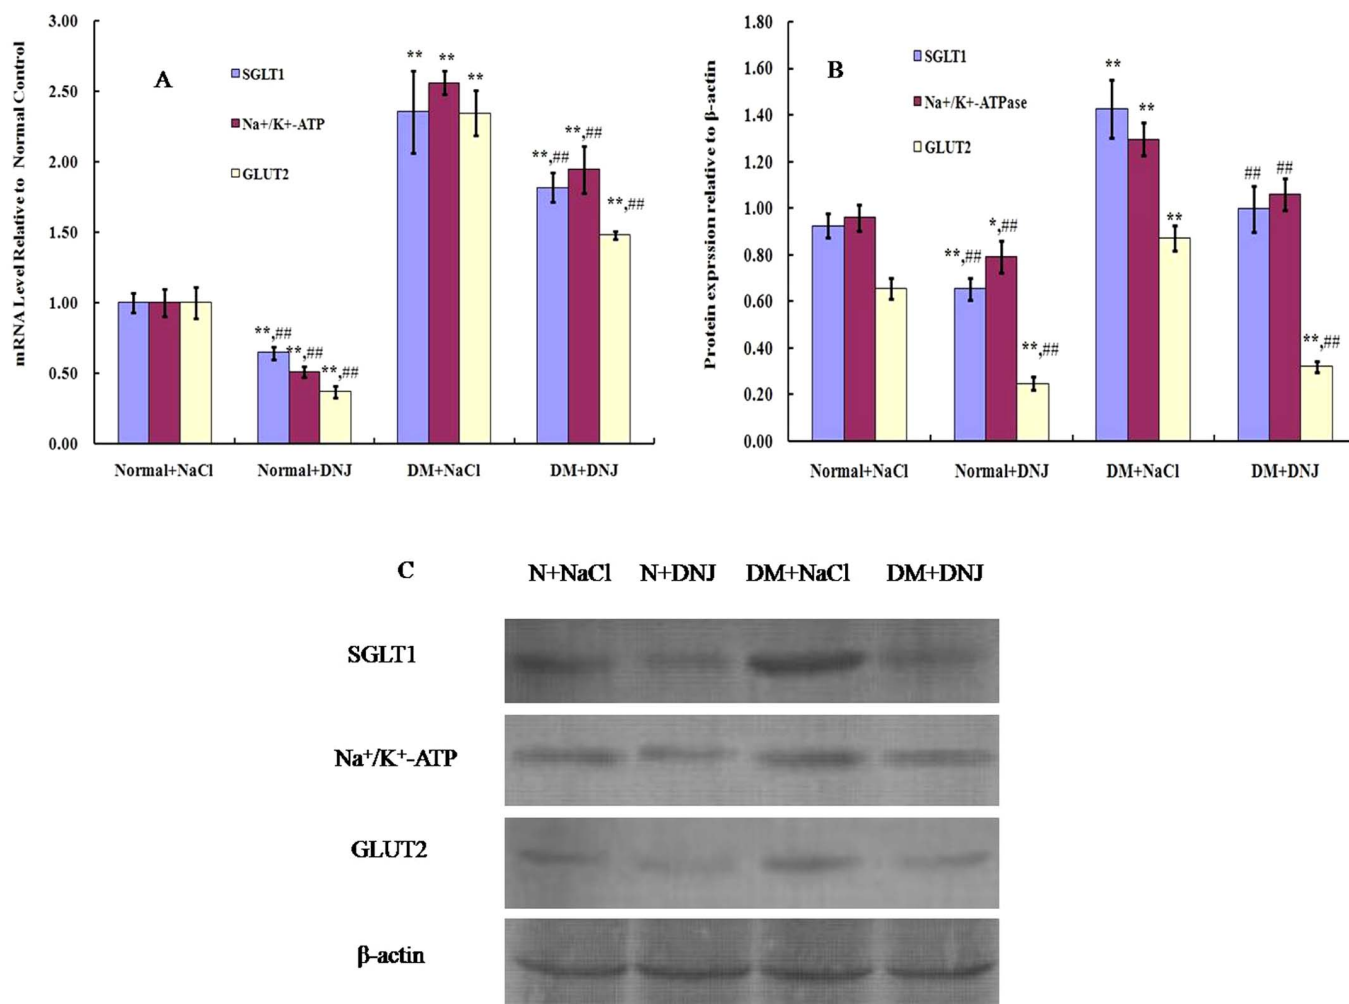 mRNA Level Relative to Normal Control
3.00
2.50
2.00
1.50
1.00
0.50
0.00
A
SGLT1
Na+/K+-ATP
GLUT2
**,##
**,##
**,##
**
**
**
**,##
**,##
**,##
Normal+NaCl
Normal+DNJ
DM+NaCl
DM+DNJ
Protein exprssion relative to β-actin
1.80
1.60
1.40
1.20
1.00
0.80
0.60
0.40
0.20
0.00
B
SGLT1
Na+/K+-ATPase
GLUT2
**,##
*,##
**,##
**
**
**
##
##
**,##
Normal+NaCl
Normal+DNJ
DM+NaCl
DM+DNJ
C
N+NaCl N+DNJ DM+NaCl DM+DNJ
SGLT1
Na⁺/K⁺-ATP
GLUT2
β-actin